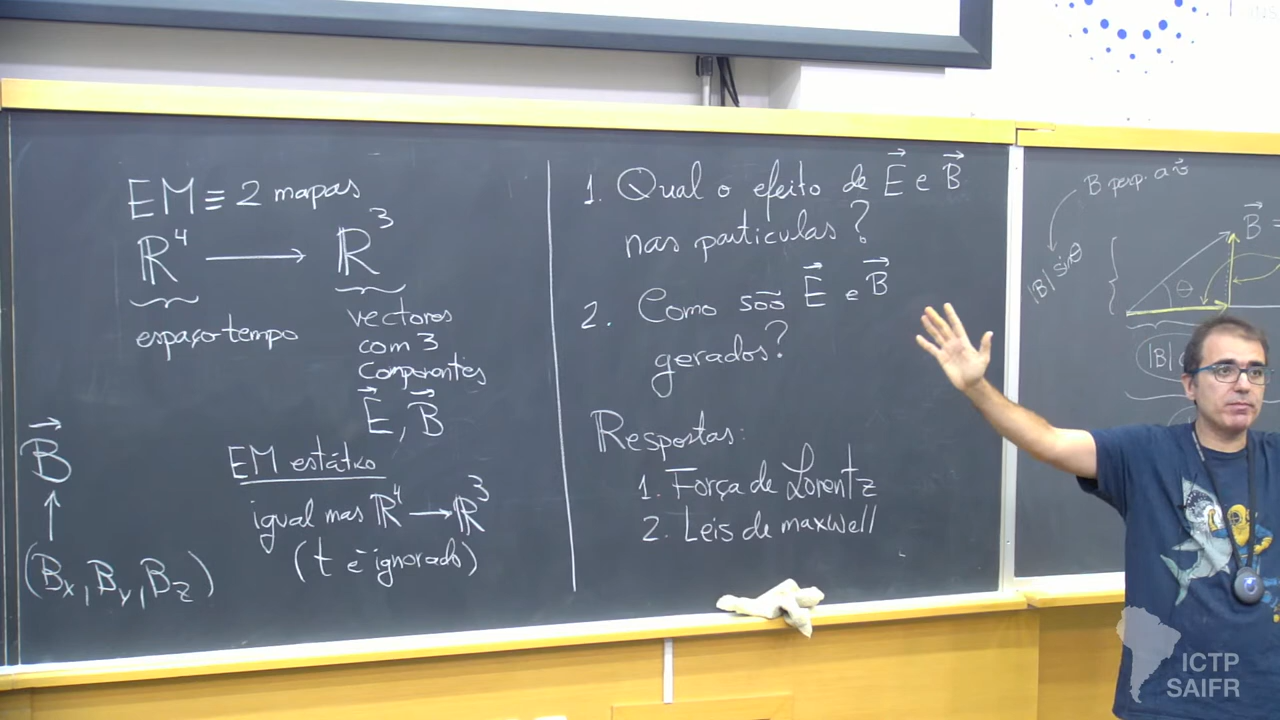 EM ≡ 2 mapas
ℝ⁴ → ℝ³
espaço-tempo
vectores
com 3
componentes
E⃗, B⃗
B⃗
↑
(Bx, By, Bz)
EM estático
igual mas ℝ⁴ → ℝ³
(t é ignorado)
1. Qual o efeito de E⃗ e B⃗
nas particulas?
2. Como são E⃗ e B⃗
gerados?
Respostas:
1. Força de Lorentz
2. Leis de maxwell
B perp. a v⃗
|B| sinθ
B⃗ =
θ
|B|
ICTP
SAIFR